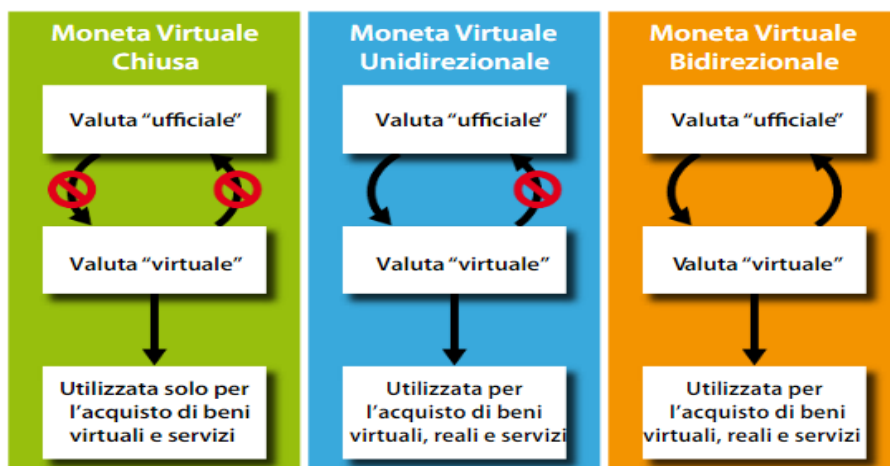 Moneta Virtuale
Chiusa
Valuta “ufficiale”
Valuta “virtuale”
Utilizzata solo per
l’acquisto di beni
virtuali e servizi
Moneta Virtuale
Unidirezionale
Valuta “ufficiale”
Valuta “virtuale”
Utilizzata per
l’acquisto di beni
virtuali, reali e servizi
Moneta Virtuale
Bidirezionale
Valuta “ufficiale”
Valuta “virtuale”
Utilizzata per
l’acquisto di beni
virtuali, reali e servizi